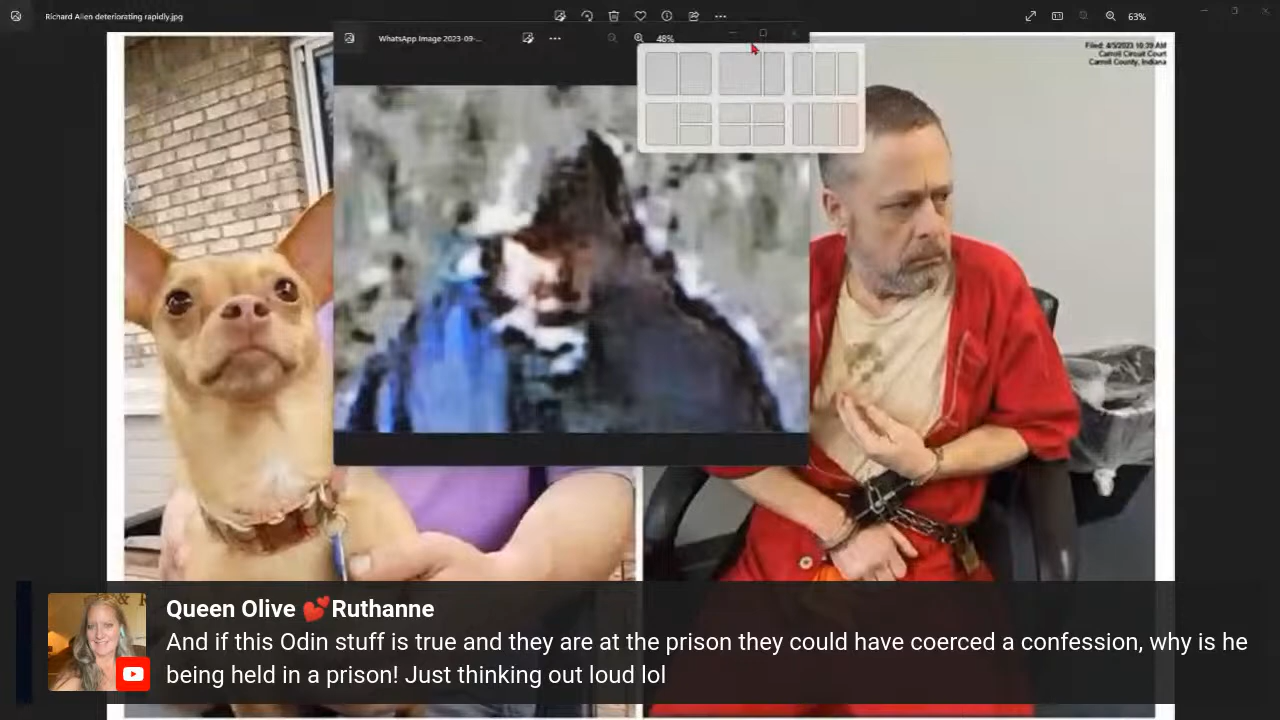 Richard Allen deteriorating rapidly.jpg
63%
WhatsApp Image 2023-09-...
48%
Filed: 4/5/2023 10:39 AM
Carroll Circuit Court
Carroll County, Indiana
Queen Olive 💕Ruthanne
And if this Odin stuff is true and they are at the prison they could have coerced a confession, why is he
being held in a prison! Just thinking out loud lol